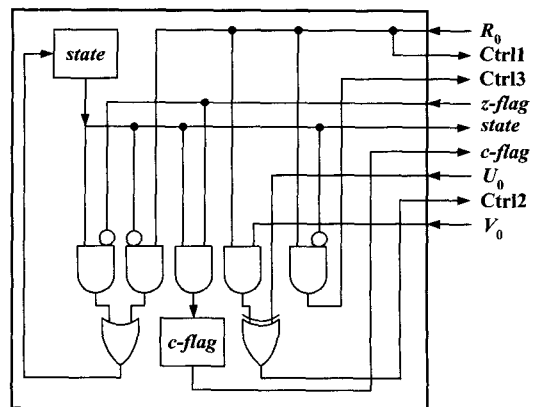 state
R₀
Ctrl1
Ctrl3
z-flag
state
c-flag
U₀
Ctrl2
V₀
c-flag